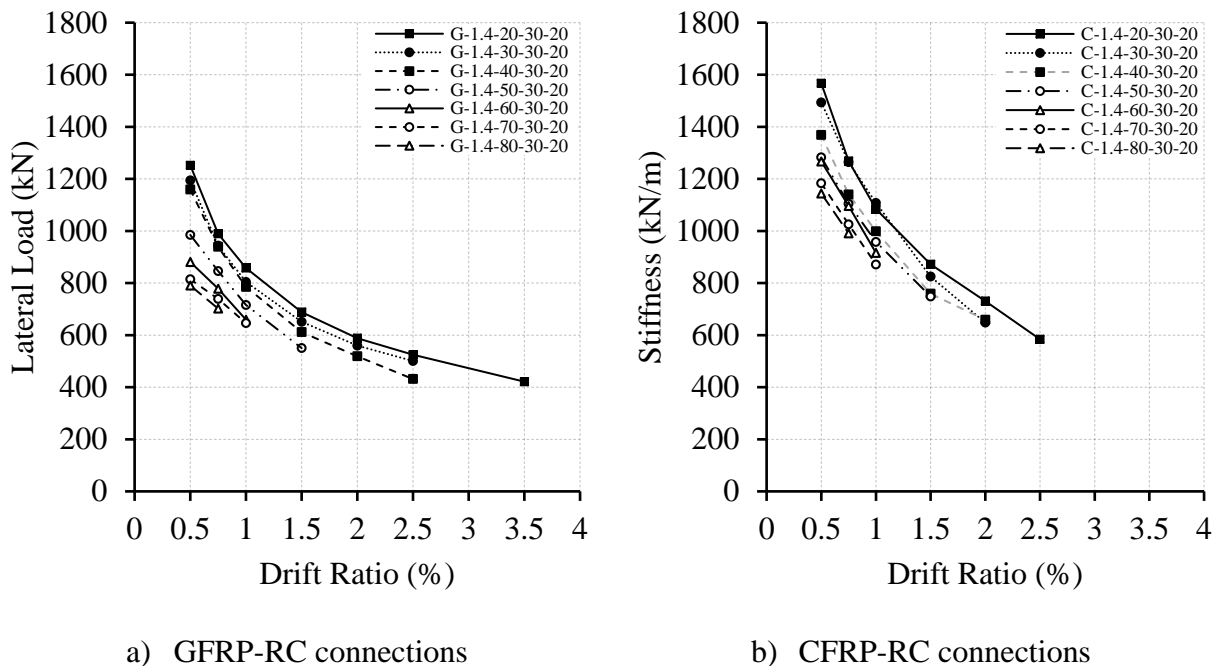 1800
1600
1400
1200
1000
800
600
400
200
0
Lateral Load (kN)
G-1.4-20-30-20
G-1.4-30-30-20
G-1.4-40-30-20
G-1.4-50-30-20
G-1.4-60-30-20
G-1.4-70-30-20
G-1.4-80-30-20
0 0.5 1 1.5 2 2.5 3 3.5 4
Drift Ratio (%)
a) GFRP-RC connections
1800
1600
1400
1200
1000
800
600
400
200
0
Stiffness (kN/m)
C-1.4-20-30-20
C-1.4-30-30-20
C-1.4-40-30-20
C-1.4-50-30-20
C-1.4-60-30-20
C-1.4-70-30-20
C-1.4-80-30-20
0 0.5 1 1.5 2 2.5 3 3.5 4
Drift Ratio (%)
b) CFRP-RC connections